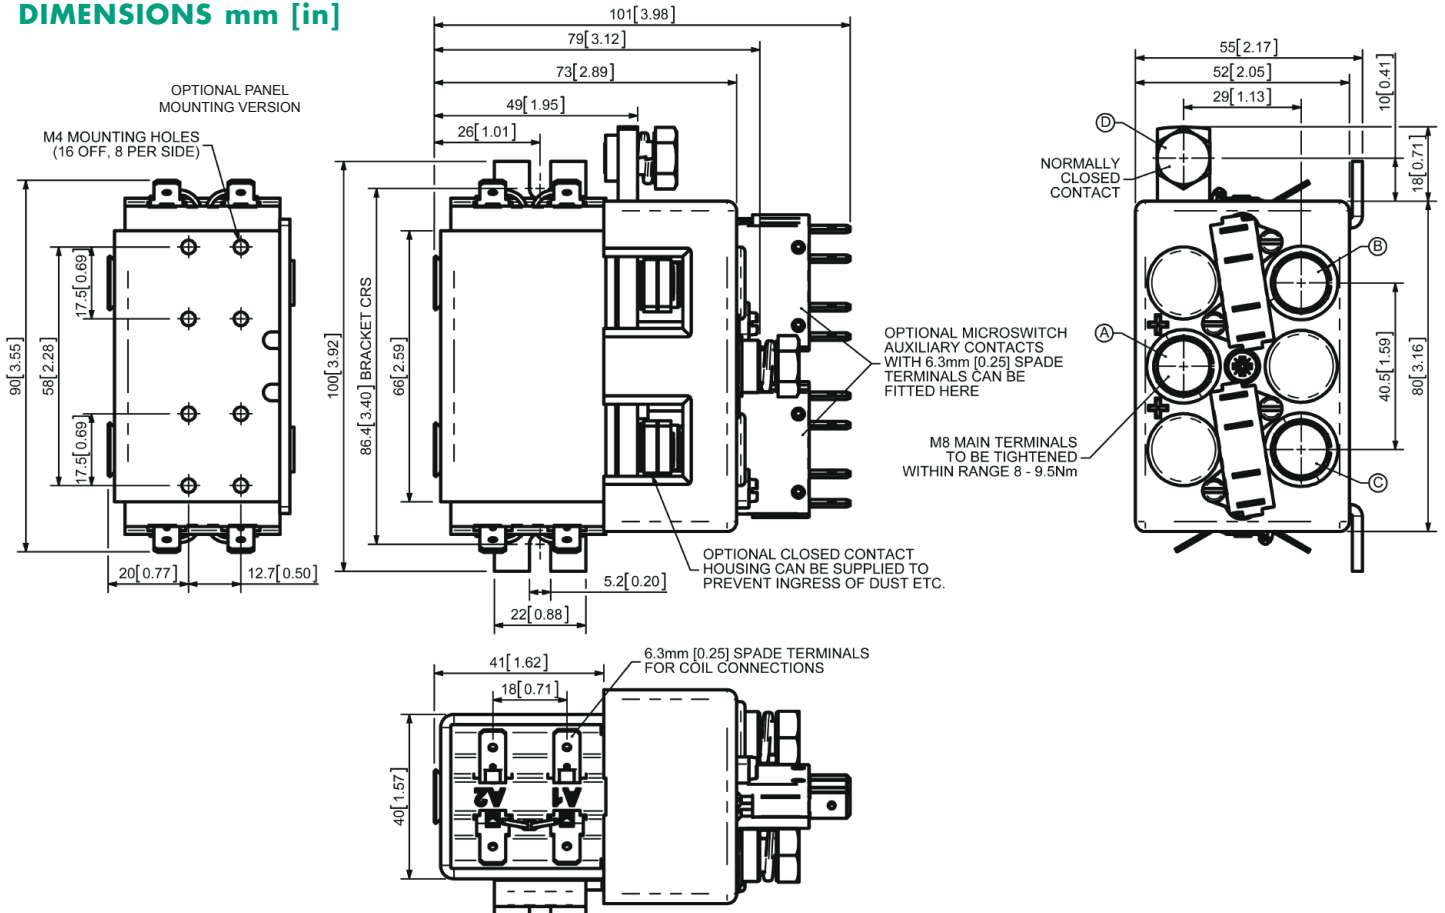 DIMENSIONS mm [in]
OPTIONAL PANEL
MOUNTING VERSION
M4 MOUNTING HOLES
(16 OFF, 8 PER SIDE)
90[3.55]
58[2.28]
17.5[0.69]
17.5[0.69]
20[0.77]
12.7[0.50]
101[3.98]
79[3.12]
73[2.89]
49[1.95]
26[1.01]
100[3.92]
86.4[3.40] BRACKET CRS
66[2.59]
5.2[0.20]
22[0.88]
OPTIONAL MICROSWITCH
AUXILIARY CONTACTS
WITH 6.3mm [0.25] SPADE
TERMINALS CAN BE
FITTED HERE
OPTIONAL CLOSED CONTACT
HOUSING CAN BE SUPPLIED TO
PREVENT INGRESS OF DUST ETC.
55[2.17]
52[2.05]
29[1.13]
10[0.41]
18[0.71]
D
NORMALLY
CLOSED
CONTACT
B
A
C
M8 MAIN TERMINALS
TO BE TIGHTENED
WITHIN RANGE 8 - 9.5Nm
40.5[1.59]
80[3.16]
41[1.62]
18[0.71]
6.3mm [0.25] SPADE TERMINALS
FOR COIL CONNECTIONS
40[1.57]
A2
A1